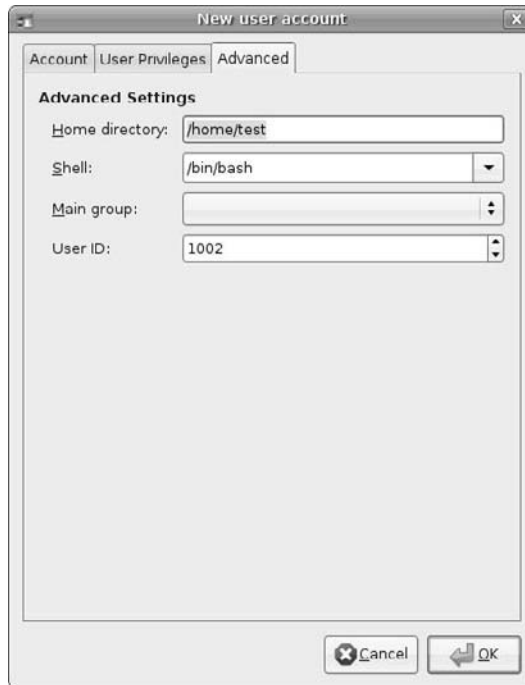 New user account
Account User Privileges Advanced
Advanced Settings
Home directory: /home/test
Shell: /bin/bash
Main group:
User ID: 1002
Cancel OK